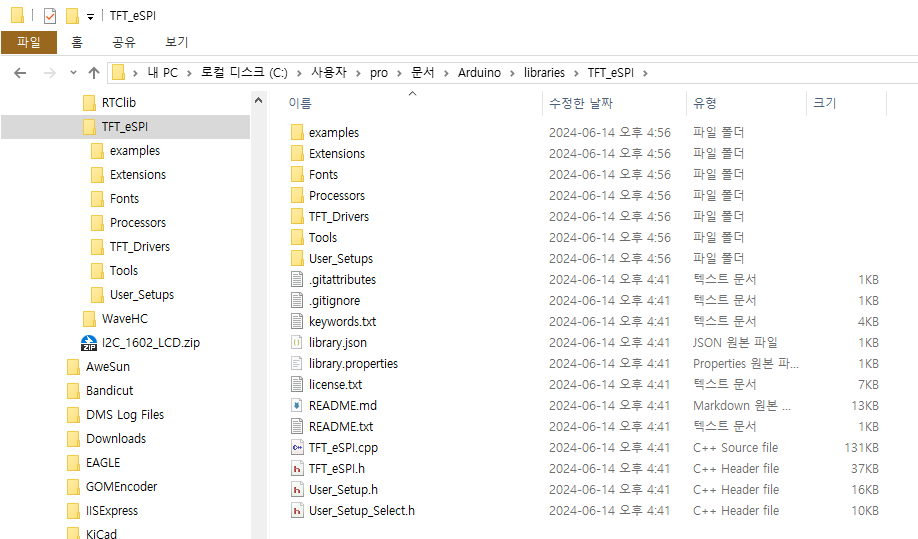 TFT_eSPI
파일 홈 공유 보기
내 PC 로컬 디스크 (C:) 사용자 pro 문서 Arduino libraries TFT_eSPI
RTClib
TFT_eSPI
examples
Extensions
Fonts
Processors
TFT_Drivers
Tools
User_Setups
WaveHC
I2C_1602_LCD.zip
AweSun
Bandicut
DMS Log Files
Downloads
EAGLE
GOMEncoder
IISExpress
KiCad
이름 수정한 날짜 유형 크기
examples 2024-06-14 오후 4:56 파일 폴더
Extensions 2024-06-14 오후 4:56 파일 폴더
Fonts 2024-06-14 오후 4:56 파일 폴더
Processors 2024-06-14 오후 4:56 파일 폴더
TFT_Drivers 2024-06-14 오후 4:56 파일 폴더
Tools 2024-06-14 오후 4:56 파일 폴더
User_Setups 2024-06-14 오후 4:56 파일 폴더
.gitattributes 2024-06-14 오후 4:41 텍스트 문서 1KB
.gitignore 2024-06-14 오후 4:41 텍스트 문서 1KB
keywords.txt 2024-06-14 오후 4:41 텍스트 문서 4KB
library.json 2024-06-14 오후 4:41 JSON 원본 파일 1KB
library.properties 2024-06-14 오후 4:41 Properties 원본 파... 1KB
license.txt 2024-06-14 오후 4:41 텍스트 문서 7KB
README.md 2024-06-14 오후 4:41 Markdown 원본 ... 13KB
README.txt 2024-06-14 오후 4:41 텍스트 문서 1KB
TFT_eSPI.cpp 2024-06-14 오후 4:41 C++ Source file 131KB
TFT_eSPI.h 2024-06-14 오후 4:41 C++ Header file 37KB
User_Setup.h 2024-06-14 오후 4:41 C++ Header file 16KB
User_Setup_Select.h 2024-06-14 오후 4:41 C++ Header file 10KB